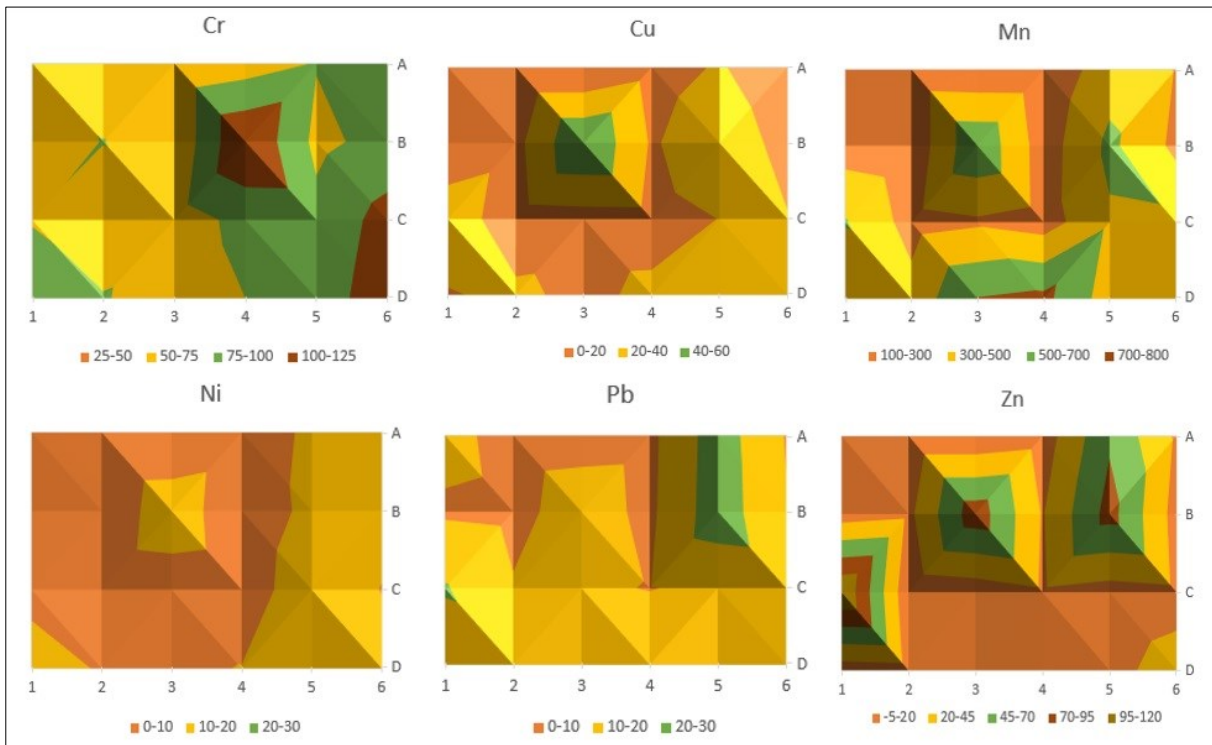 Cr
Cu
Mn
A
B
C
D
1 2 3 4 5 6
A
B
C
D
1 2 3 4 5 6
A
B
C
D
1 2 3 4 5 6
25-50 50-75 75-100 100-125
0-20 20-40 40-60
100-300 300-500 500-700 700-800
Ni
Pb
Zn
A
B
C
D
1 2 3 4 5 6
A
B
C
D
1 2 3 4 5 6
A
B
C
D
1 2 3 4 5 6
0-10 10-20 20-30
0-10 10-20 20-30
-5-20 20-45 45-70 70-95 95-120